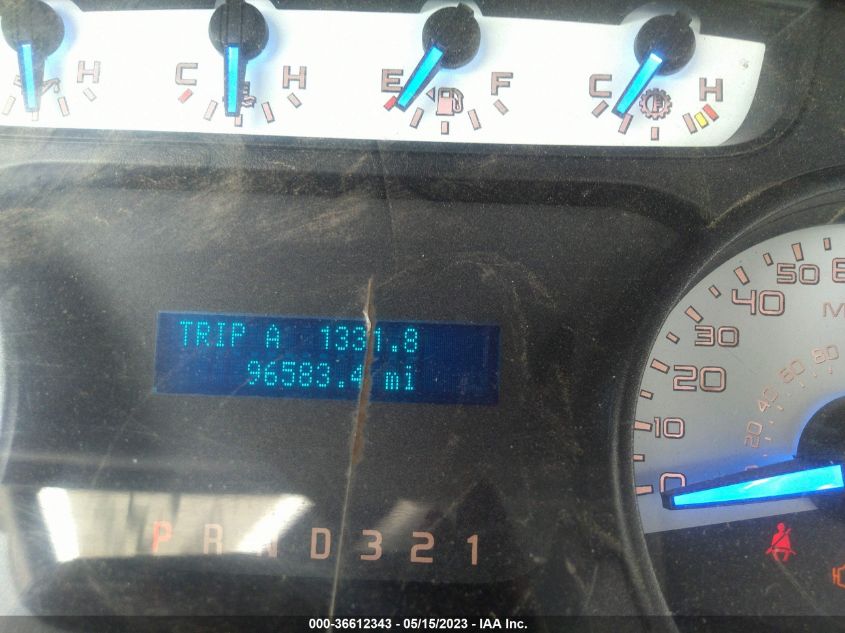 H C H E F C H
TRIP A 1331.8
96583.4 mi
0 10 20 30 40 50
20 40 60 80
P R N D 3 2 1
000-36612343 - 05/15/2023 - IAA Inc.